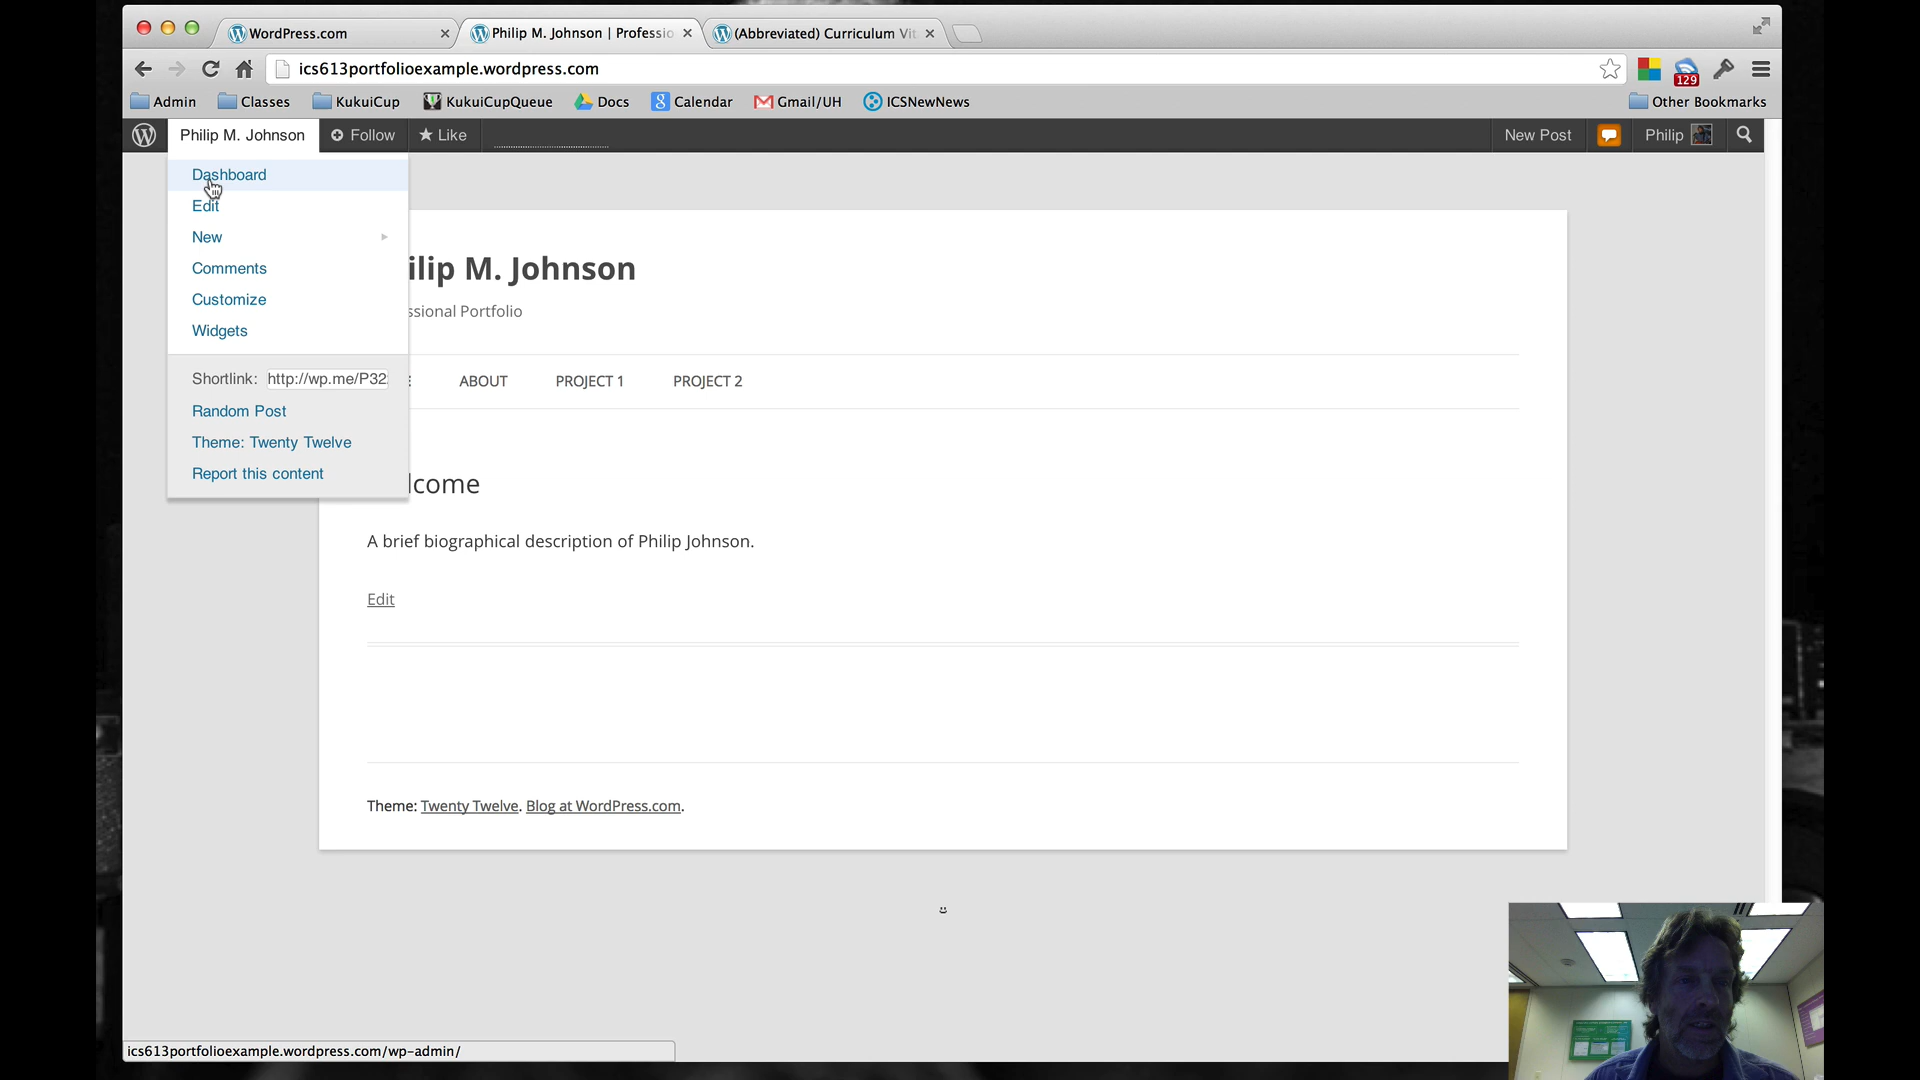 WordPress.com
Philip M. Johnson | Professio
(Abbreviated) Curriculum Vit
ics613portfolioexample.wordpress.com
129
Admin
Classes
KukuiCup
KukuiCupQueue
Docs
Calendar
Gmail/UH
ICSNewNews
Other Bookmarks
Philip M. Johnson
Follow
Like
New Post
Philip
Dashboard
Edit
New
Comments
Customize
Widgets
Shortlink: http://wp.me/P32
Random Post
Theme: Twenty Twelve
Report this content
ilip M. Johnson
ssional Portfolio
E
ABOUT
PROJECT 1
PROJECT 2
lcome
A brief biographical description of Philip Johnson.
Edit
Theme: Twenty Twelve. Blog at WordPress.com.
ics613portfolioexample.wordpress.com/wp-admin/